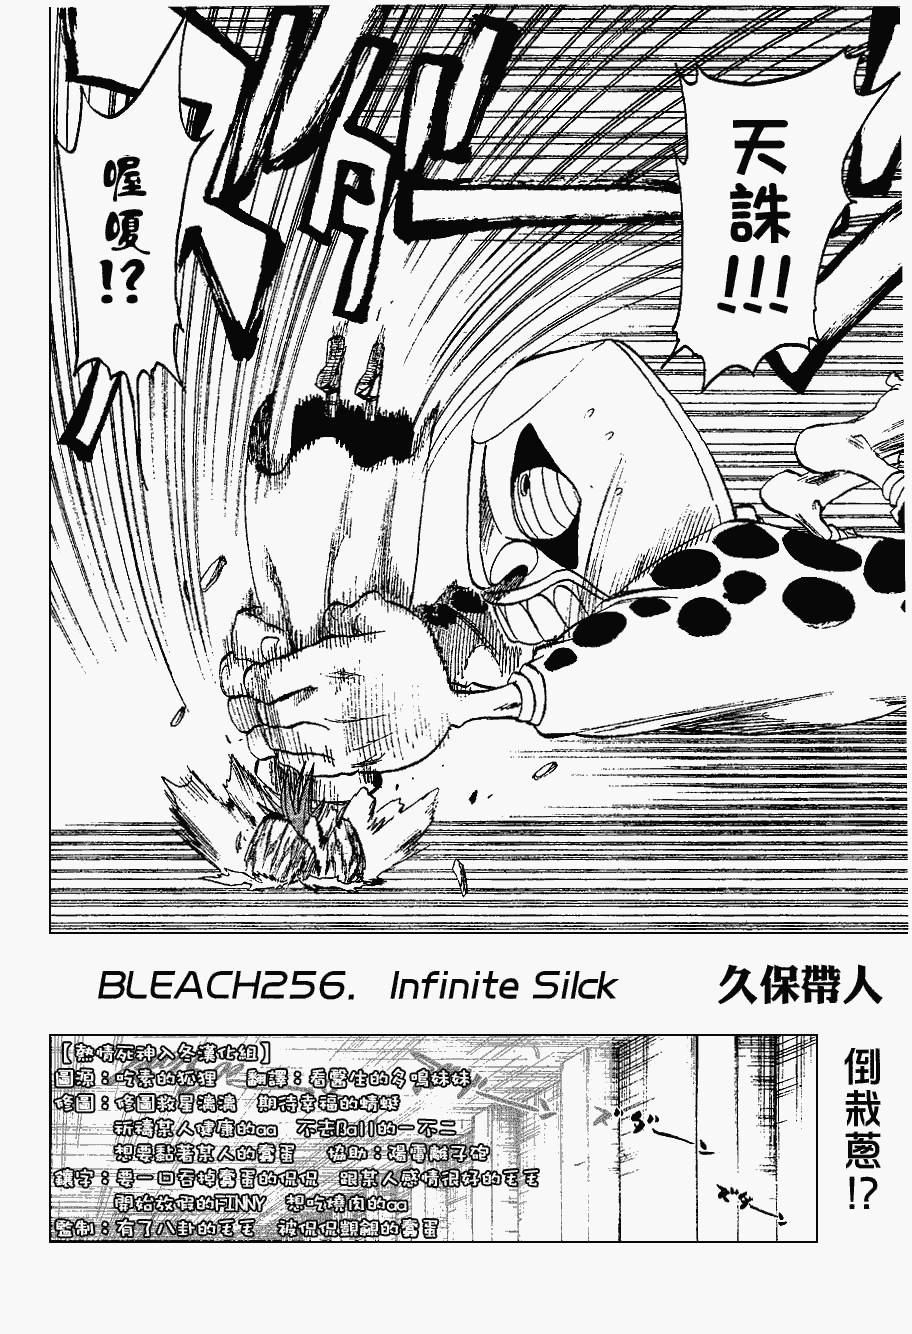 天
誅
!!!
喔
嗄
!?
BLEACH256. Infinite Silck
久保帶人
倒栽蔥!?
【熱情死神入冬漢化組】
圖源：吃素的狐狸 翻譯：看醫生的多鳴妹妹
修圖：修圖救星滴滴 期待幸福的蜻蜓
祈禱某人健康的aa 不去Ball的一不二
想要黏著某人的騫蛋 協助：過電離子砲
鑲字：要一口吞掉騫蛋的侃侃 跟某人感情很好的毛毛
開始放假的FINNY 想吃燒肉的aa
監制：有了八卦的毛毛 被侃侃覬覦的騫蛋